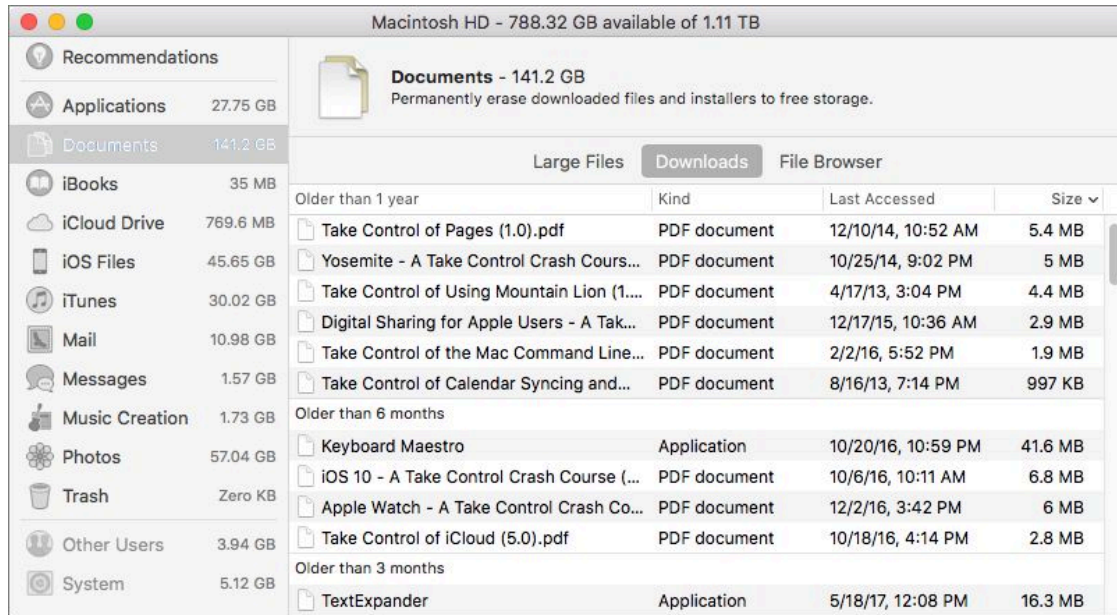 Macintosh HD - 788.32 GB available of 1.11 TB
Recommendations
Applications 27.75 GB
Documents 141.2 GB
iBooks 35 MB
iCloud Drive 769.6 MB
iOS Files 45.65 GB
iTunes 30.02 GB
Mail 10.98 GB
Messages 1.57 GB
Music Creation 1.73 GB
Photos 57.04 GB
Trash Zero KB
Other Users 3.94 GB
System 5.12 GB
Documents - 141.2 GB
Permanently erase downloaded files and installers to free storage.
Large Files Downloads File Browser
Older than 1 year Kind Last Accessed Size
Take Control of Pages (1.0).pdf PDF document 12/10/14, 10:52 AM 5.4 MB
Yosemite - A Take Control Crash Cours... PDF document 10/25/14, 9:02 PM 5 MB
Take Control of Using Mountain Lion (1.... PDF document 4/17/13, 3:04 PM 4.4 MB
Digital Sharing for Apple Users - A Tak... PDF document 12/17/15, 10:36 AM 2.9 MB
Take Control of the Mac Command Line... PDF document 2/2/16, 5:52 PM 1.9 MB
Take Control of Calendar Syncing and... PDF document 8/16/13, 7:14 PM 997 KB
Older than 6 months
Keyboard Maestro Application 10/20/16, 10:59 PM 41.6 MB
iOS 10 - A Take Control Crash Course (... PDF document 10/6/16, 10:11 AM 6.8 MB
Apple Watch - A Take Control Crash Co... PDF document 12/2/16, 3:42 PM 6 MB
Take Control of iCloud (5.0).pdf PDF document 10/18/16, 4:14 PM 2.8 MB
Older than 3 months
TextExpander Application 5/18/17, 12:08 PM 16.3 MB